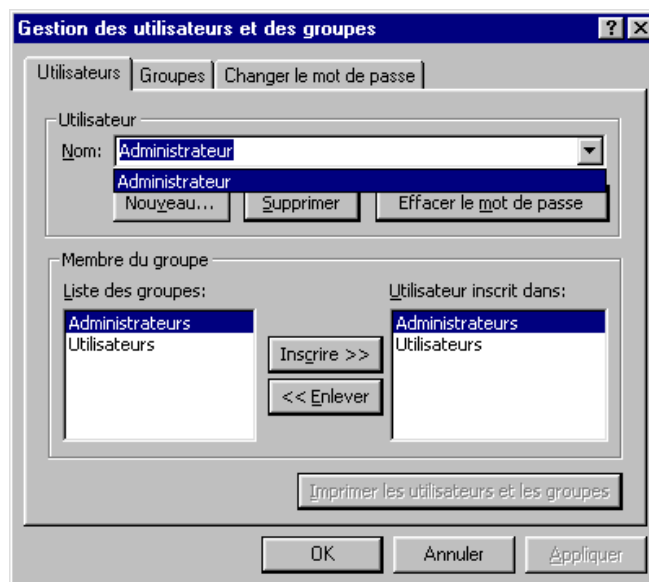 Gestion des utilisateurs et des groupes
Utilisateurs Groupes Changer le mot de passe
Utilisateur
Nom: Administrateur
Administrateur
Nouveau... Supprimer Effacer le mot de passe
Membre du groupe
Liste des groupes: Utilisateur inscrit dans:
Administrateurs Administrateurs
Utilisateurs Utilisateurs
Inscrire >>
<< Enlever
Imprimer les utilisateurs et les groupes
OK Annuler Appliquer